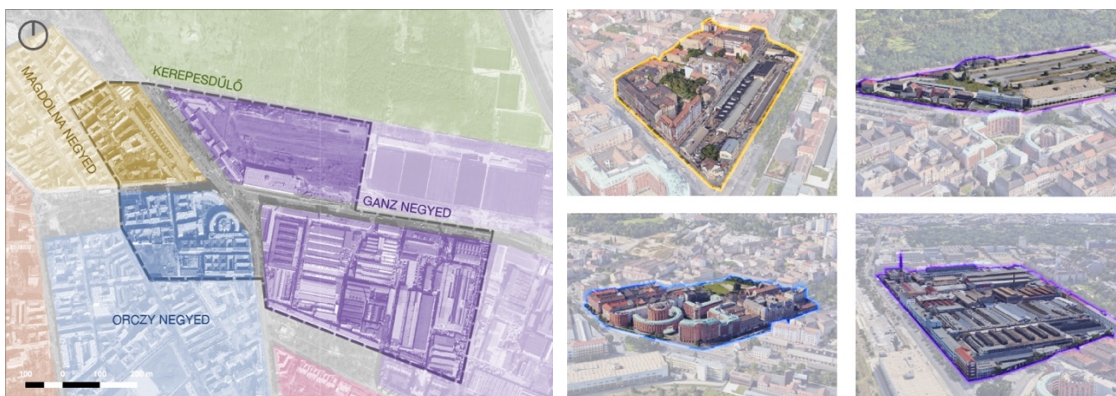 KEREPESDŰLŐ
MAGDOLNA NEGYED
GANZ NEGYED
ORCZY NEGYED
100 0 100 200 m